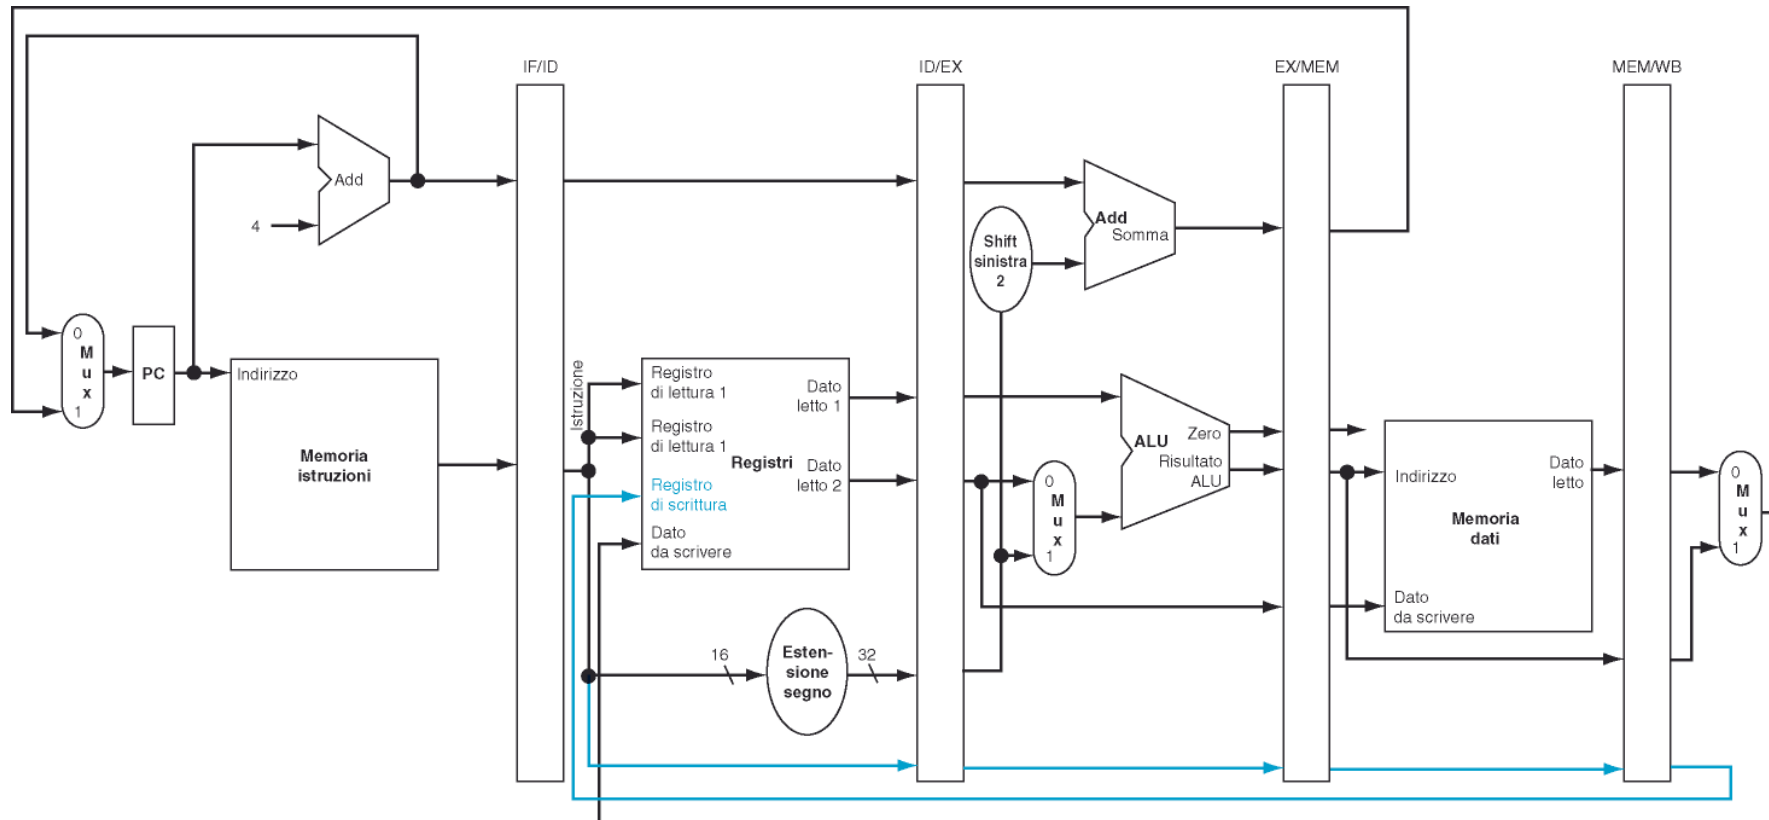 IF/ID
ID/EX
EX/MEM
MEM/WB
Add
4
Add
Somma
Shift
sinistra
2
0
M
u
x
1
PC
Indirizzo
Memoria
istruzioni
Istruzione
Registro
di lettura 1
Registro
di lettura 1
Registro
di scrittura
Dato
da scrivere
Registri
Dato
letto 1
Dato
letto 2
0
M
u
x
1
ALU
Zero
Risultato
ALU
Indirizzo
Dato
letto
Memoria
dati
Dato
da scrivere
0
M
u
x
1
16
Esten-
sione
segno
32